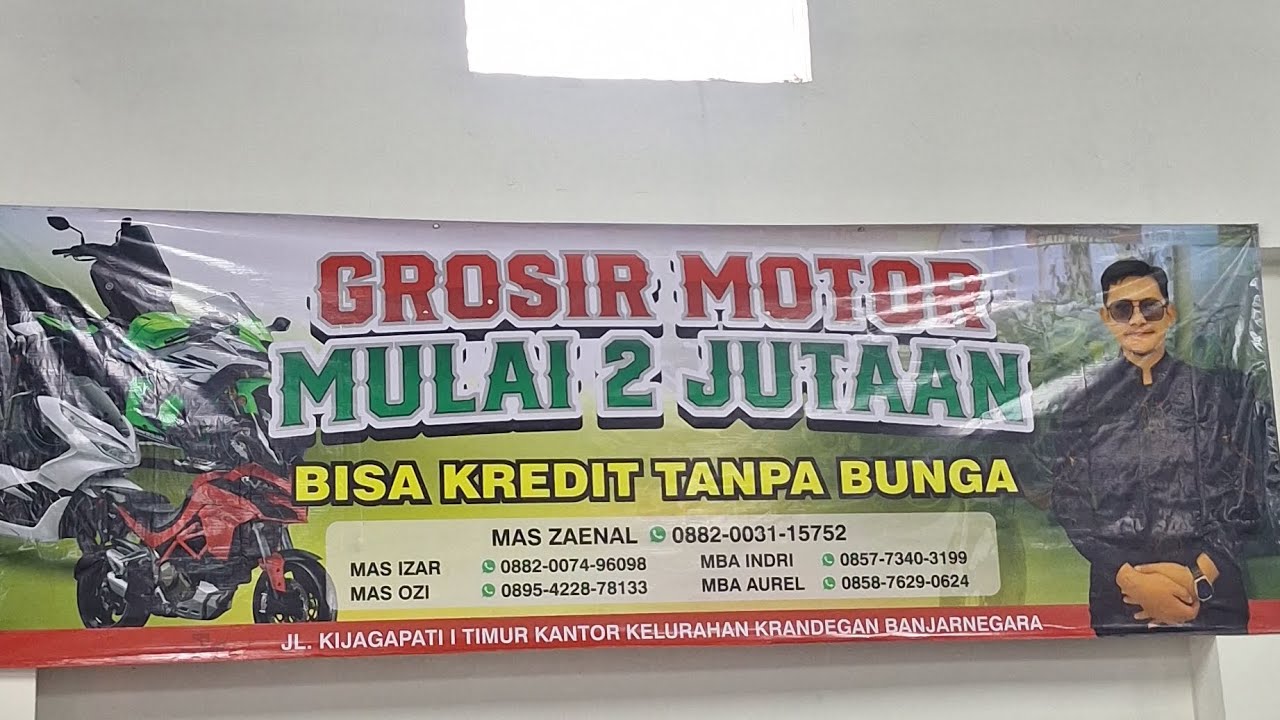 GROSIR MOTOR
MULAI 2 JUTAAN
BISA KREDIT TANPA BUNGA
MAS ZAENAL 0882-0031-15752
MAS IZAR 0882-0074-96098 MBA INDRI 0857-7340-3199
MAS OZI 0895-4228-78133 MBA AUREL 0858-7629-0624
JL. KIJAGAPATI I TIMUR KANTOR KELURAHAN KRANDEGAN BANJARNEGARA